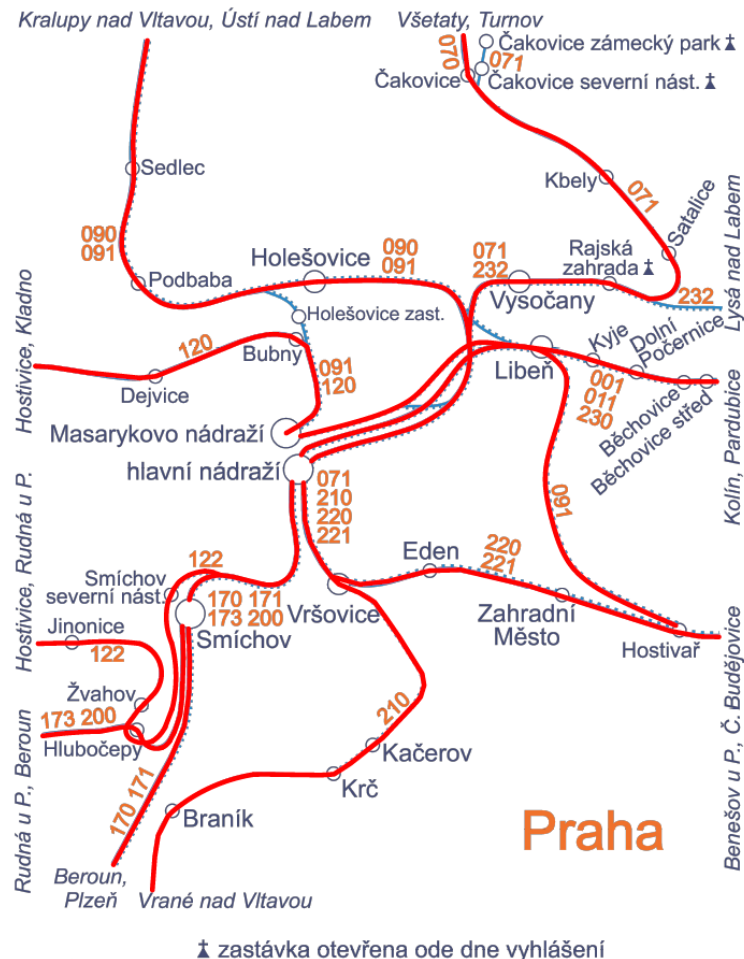 Kralupy nad Vltavou, Ústí nad Labem
Všetaty, Turnov
070
Čakovice zámecký park
071
Čakovice
Čakovice severní nást.
Sedlec
Kbely
071
Satalice
Lysá nad Labem
090
091
Holešovice
090
091
071
232
Rajská
zahrada
Podbaba
Vysočany
232
Hostivice, Kladno
Holešovice zast.
120
Bubny
Libeň
Kyje
Dolní
Počernice
091
120
Dejvice
001
011
230
Běchovice
Běchovice střed
Kolín, Pardubice
Masarykovo nádraží
hlavní nádraží
071
210
220
221
091
Hostivice, Rudná u P.
122
Eden
220
221
Smíchov
severní nást.
170 171
173 200
Vršovice
Smíchov
Zahradní
Město
Jinonice
122
Hostivař
Žvahov
173 200
Hlubočepy
210
Kačerov
Krč
Rudná u P., Beroun
170 171
Braník
Praha
Benešov u P., Č. Budějovice
Beroun,
Plzeň
Vrané nad Vltavou
zastávka otevřena ode dne vyhlášení